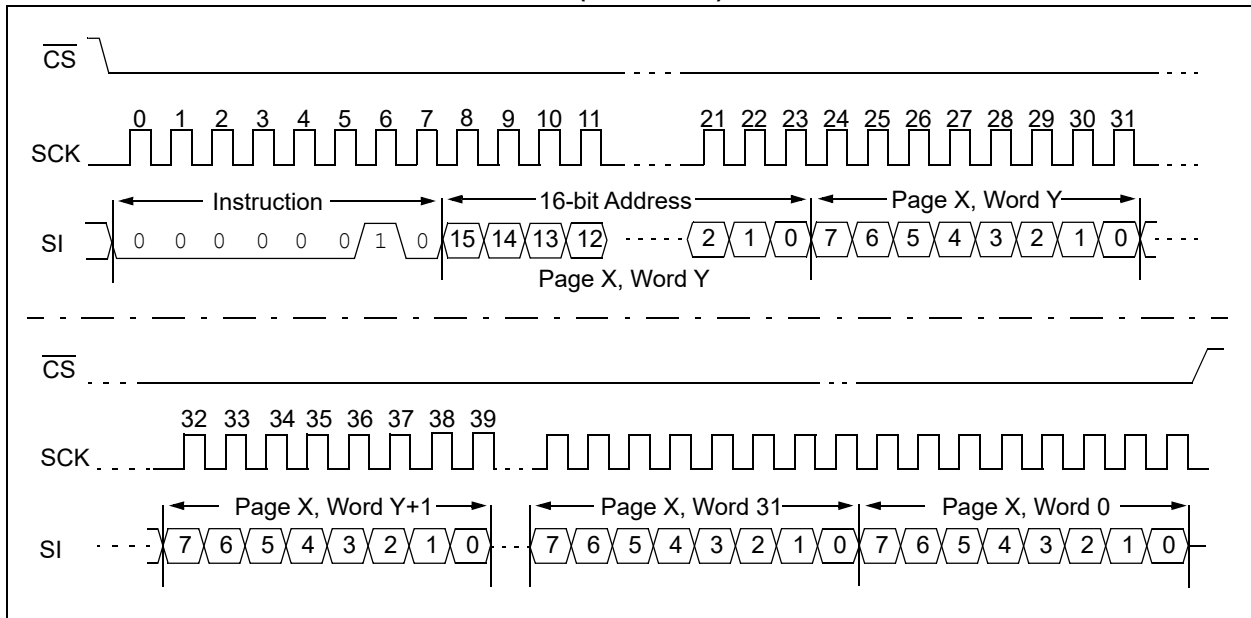 CS
0 1 2 3 4 5 6 7 8 9 10 11 21 22 23 24 25 26 27 28 29 30 31
SCK
Instruction 16-bit Address Page X, Word Y
SI 0 0 0 0 0 0 1 0 15 14 13 12 2 1 0 7 6 5 4 3 2 1 0
Page X, Word Y
CS
32 33 34 35 36 37 38 39
SCK
Page X, Word Y+1 Page X, Word 31 Page X, Word 0
SI 7 6 5 4 3 2 1 0 7 6 5 4 3 2 1 0 7 6 5 4 3 2 1 0